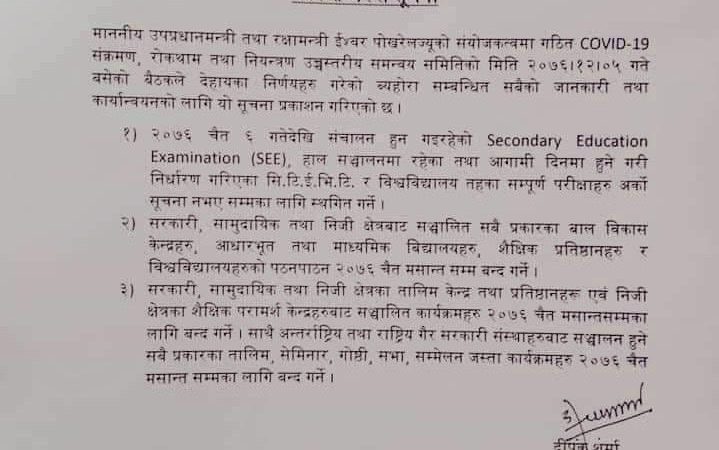 माननीय उपप्रधानमन्त्री तथा रक्षामन्त्री ईश्वर पोखरेलज्यूको संयोजकत्वमा गठित COVID-19
संक्रमण, रोकथाम तथा नियन्त्रण उच्चस्तरीय समन्वय समितिको मिति २०७६।१२।०५ गते
बसेको बैठकले देहायका निर्णयहरु गरेको ब्यहोरा सम्बन्धित सबैको जानकारी तथा
कार्यान्वयनको लागि यो सूचना प्रकाशन गरिएको छ।
१) २०७६ चैत ६ गतेदेखि संचालन हुन गइरहेको Secondary Education
Examination (SEE), हाल सञ्चालनमा रहेका तथा आगामी दिनमा हुने गरी
निर्धारण गरिएका सि.टि.ई.भि.टि. र विश्वविद्यालय तहका सम्पूर्ण परीक्षाहरु अर्को
सूचना नभए सम्मका लागि स्थगित गर्ने।
२) सरकारी, सामुदायिक तथा निजी क्षेत्रबाट सञ्चालित सबै प्रकारका बाल विकास
केन्द्रहरु, आधारभूत तथा माध्यमिक बिद्यालयहरु, शैक्षिक प्रतिष्ठानहरु र
विश्वविद्यालयहरुको पठनपाठन २०७६ चैत मसान्त सम्म बन्द गर्ने।
३) सरकारी, सामुदायिक तथा निजी क्षेत्रका तालिम केन्द्र तथा प्रतिष्ठानहरू एवं निजी
क्षेत्रका शैक्षिक परामर्श केन्द्रहरुबाट सञ्चालित कार्यक्रमहरु २०७६ चैत मसान्तसम्मका
लागि बन्द गर्ने। साथै अन्तर्राष्ट्रिय तथा राष्ट्रिय गैर सरकारी संस्थाहरुबाट सञ्चालन हुने
सबै प्रकारका तालिम, सेमिनार, गोष्ठी, सभा, सम्मेलन जस्ता कार्यक्रमहरु २०७६ चैत
मसान्त सम्मका लागि बन्द गर्ने।
शर्मा